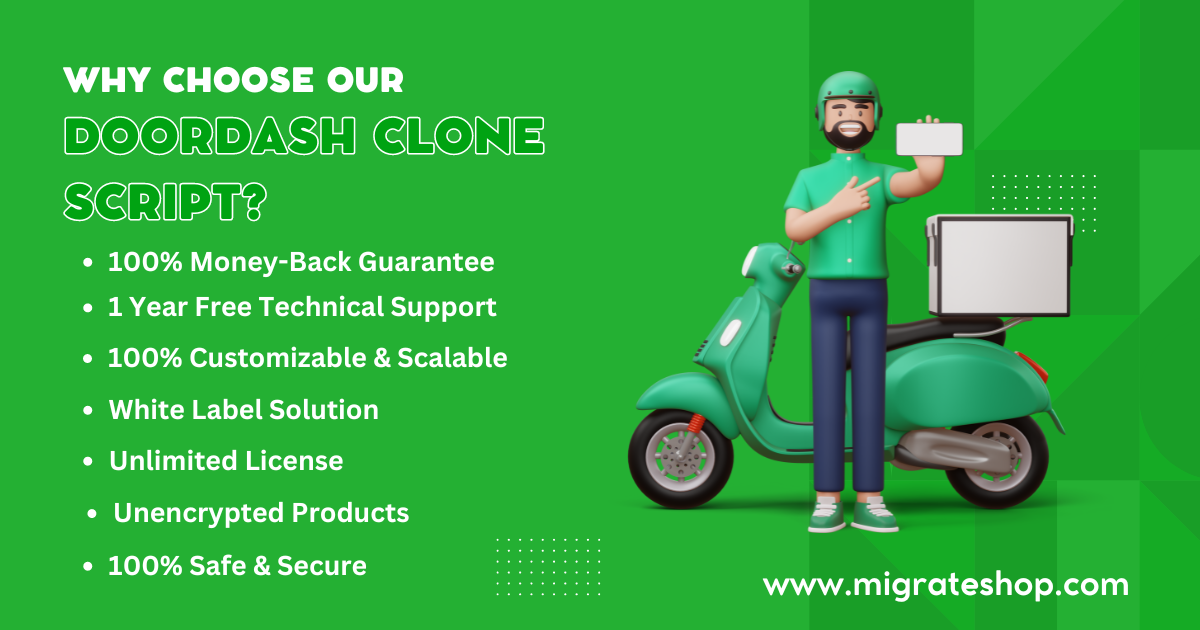 WHY CHOOSE OUR
DOORDASH CLONE
SCRIPT?
• 100% Money-Back Guarantee
• 1 Year Free Technical Support
• 100% Customizable & Scalable
• White Label Solution
• Unlimited License
• Unencrypted Products
• 100% Safe & Secure
www.migrateshop.com